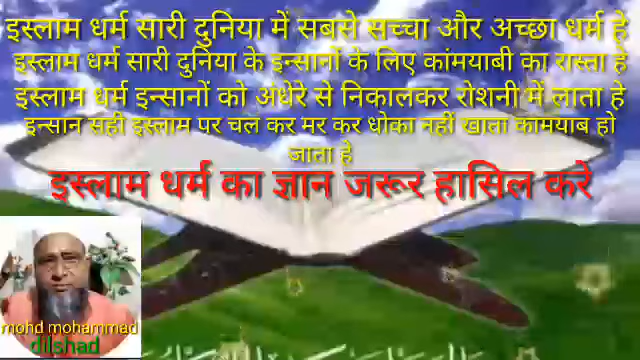 इस्लाम धर्म सारी दुनिया में सबसे सच्चा और अच्छा धर्म हे
इस्लाम धर्म सारी दुनिया के इन्सानों के लिए कांमयाबी का रास्ता हे
इस्लाम धर्म इन्सानों को अंधेरे से निकालकर रोशनी में लाता हे
इन्सान सही इस्लाम पर चल कर मर कर धोका नहीं खाता कामयाब हो
जाता हे
इस्लाम धर्म का ज्ञान जरूर हासिल करे
mohd mohammad
dilshad